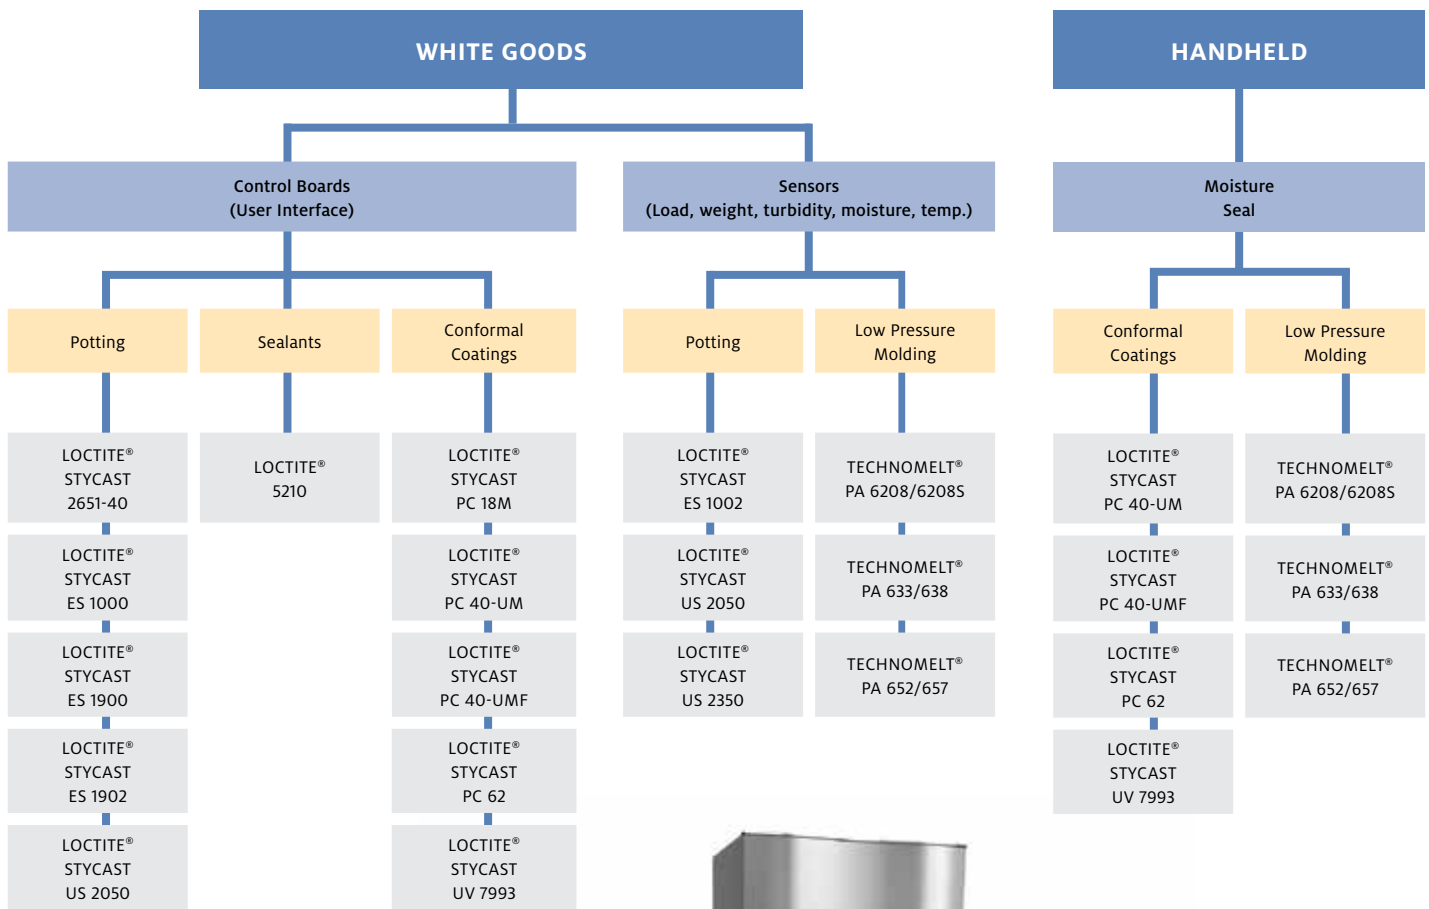 WHITE GOODS
Control Boards
(User Interface)
Potting
LOCTITE®
STYCAST
2651-40
LOCTITE®
STYCAST
ES 1000
LOCTITE®
STYCAST
ES 1900
LOCTITE®
STYCAST
ES 1902
LOCTITE®
STYCAST
US 2050
Sealants
LOCTITE®
5210
Conformal
Coatings
LOCTITE®
STYCAST
PC 18M
LOCTITE®
STYCAST
PC 40-UM
LOCTITE®
STYCAST
PC 40-UMF
LOCTITE®
STYCAST
PC 62
LOCTITE®
STYCAST
UV 7993
Sensors
(Load, weight, turbidity, moisture, temp.)
Potting
LOCTITE®
STYCAST
ES 1002
LOCTITE®
STYCAST
US 2050
LOCTITE®
STYCAST
US 2350
Low Pressure
Molding
TECHNOMELT®
PA 6208/6208S
TECHNOMELT®
PA 633/638
TECHNOMELT®
PA 652/657
HANDHELD
Moisture
Seal
Conformal
Coatings
LOCTITE®
STYCAST
PC 40-UM
LOCTITE®
STYCAST
PC 40-UMF
LOCTITE®
STYCAST
PC 62
LOCTITE®
STYCAST
UV 7993
Low Pressure
Molding
TECHNOMELT®
PA 6208/6208S
TECHNOMELT®
PA 633/638
TECHNOMELT®
PA 652/657